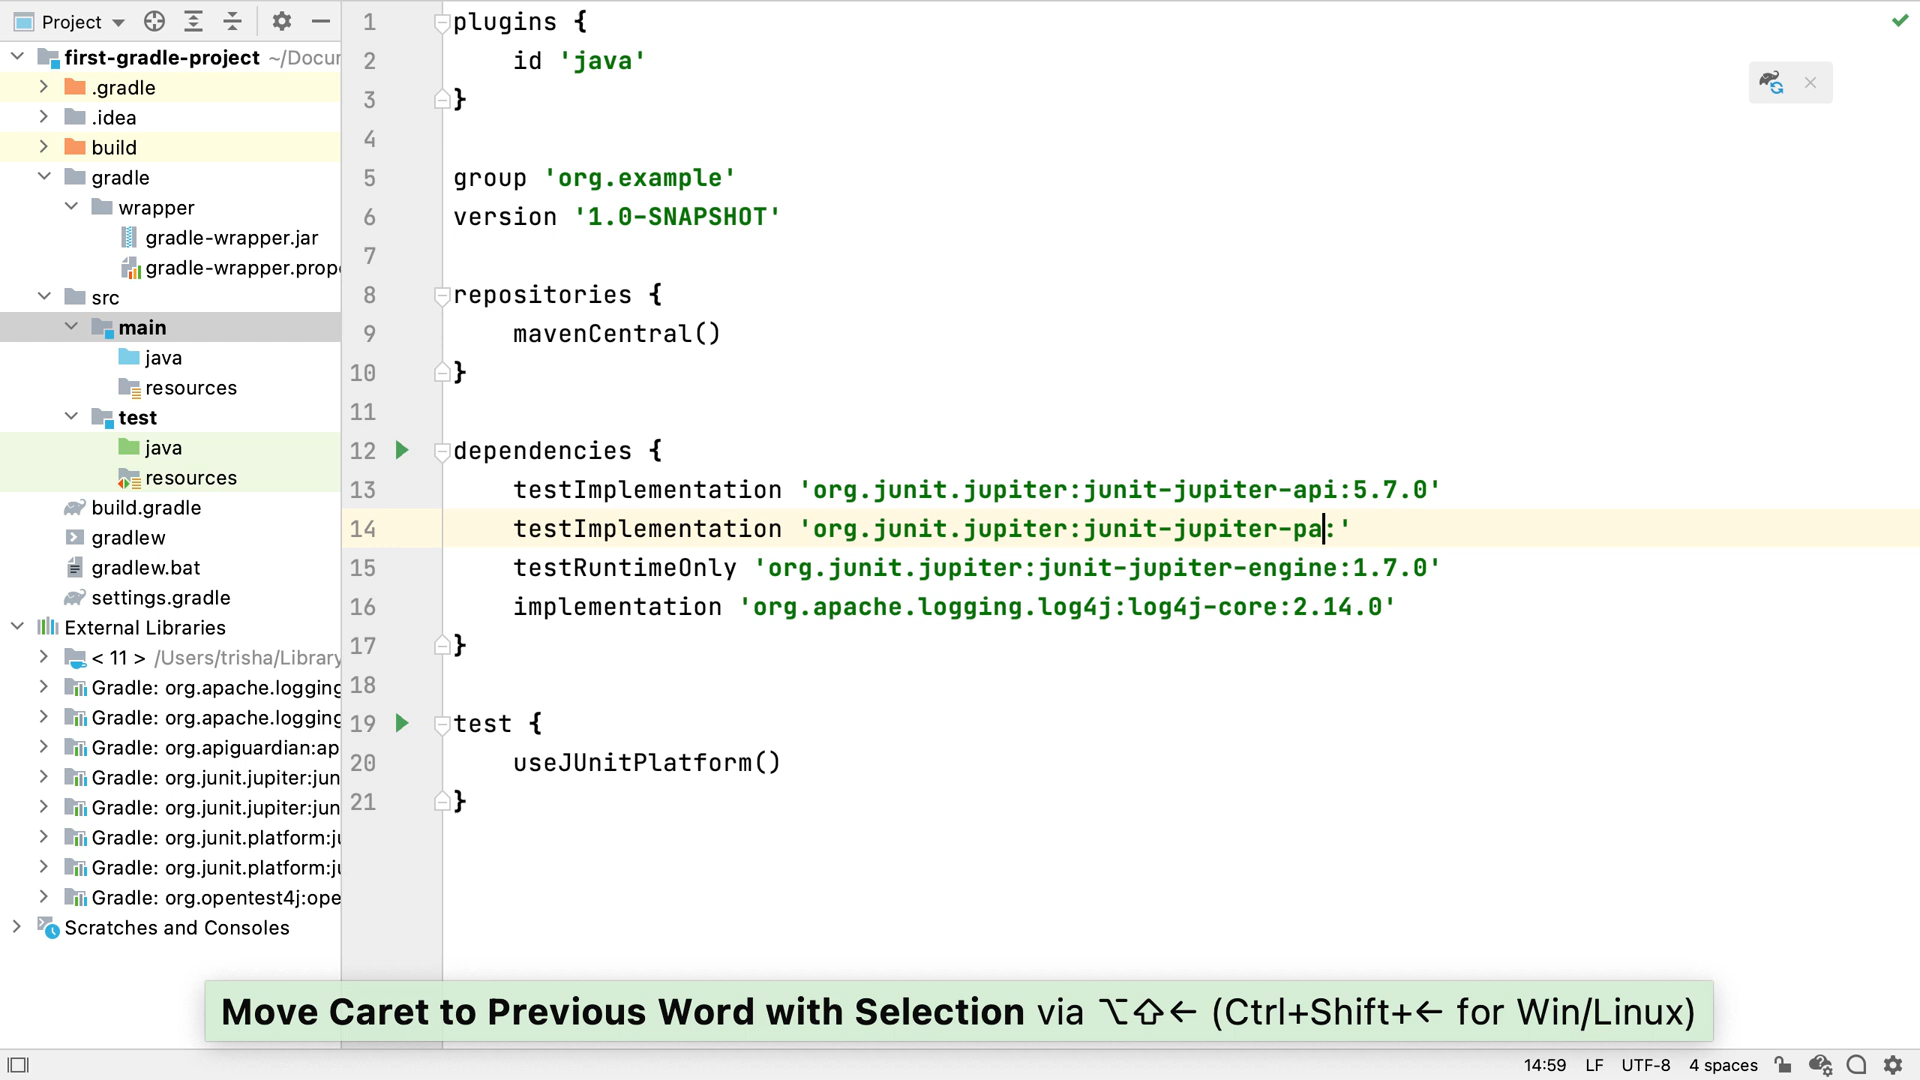 Project
first-gradle-project ~/Docur
.gradle
.idea
build
gradle
wrapper
gradle-wrapper.jar
gradle-wrapper.prope
src
main
java
resources
test
java
resources
build.gradle
gradlew
gradlew.bat
settings.gradle
External Libraries
< 11 > /Users/trisha/Library
Gradle: org.apache.logging
Gradle: org.apache.logging
Gradle: org.apiguardian:ap
Gradle: org.junit.jupiter:jun
Gradle: org.junit.jupiter:jun
Gradle: org.junit.platform:ju
Gradle: org.junit.platform:ju
Gradle: org.opentest4j:ope
Scratches and Consoles
1 plugins {
2     id 'java'
3 }
4
5 group 'org.example'
6 version '1.0-SNAPSHOT'
7
8 repositories {
9     mavenCentral()
10 }
11
12 dependencies {
13     testImplementation 'org.junit.jupiter:junit-jupiter-api:5.7.0'
14     testImplementation 'org.junit.jupiter:junit-jupiter-pa:'
15     testRuntimeOnly 'org.junit.jupiter:junit-jupiter-engine:1.7.0'
16     implementation 'org.apache.logging.log4j:log4j-core:2.14.0'
17 }
18
19 test {
20     useJUnitPlatform()
21 }
Move Caret to Previous Word with Selection via ⌥⇧← (Ctrl+Shift+← for Win/Linux)
14:59 LF UTF-8 4 spaces